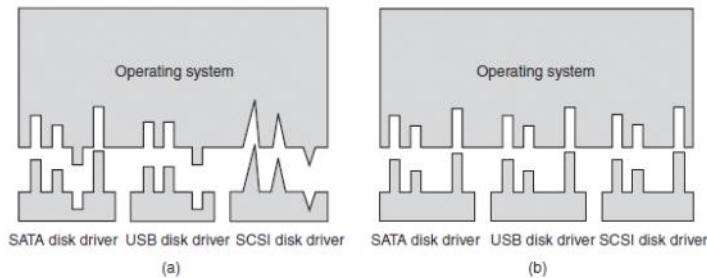 Operating system
Operating system
SATA disk driver USB disk driver SCSI disk driver
SATA disk driver USB disk driver SCSI disk driver
(a)
(b)